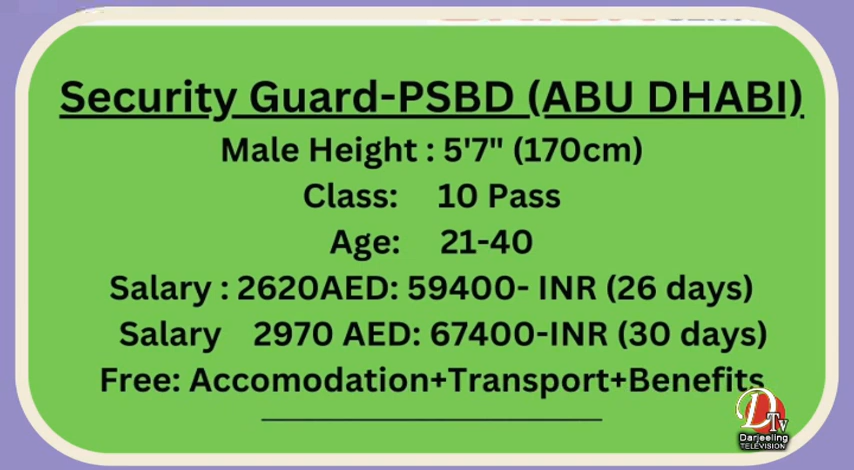 Security Guard-PSBD (ABU DHABI)
Male Height : 5'7" (170cm)
Class: 10 Pass
Age: 21-40
Salary : 2620AED: 59400- INR (26 days)
Salary 2970 AED: 67400-INR (30 days)
Free: Accomodation+Transport+Benefits
DTv
Darjeeling
TELEVISION